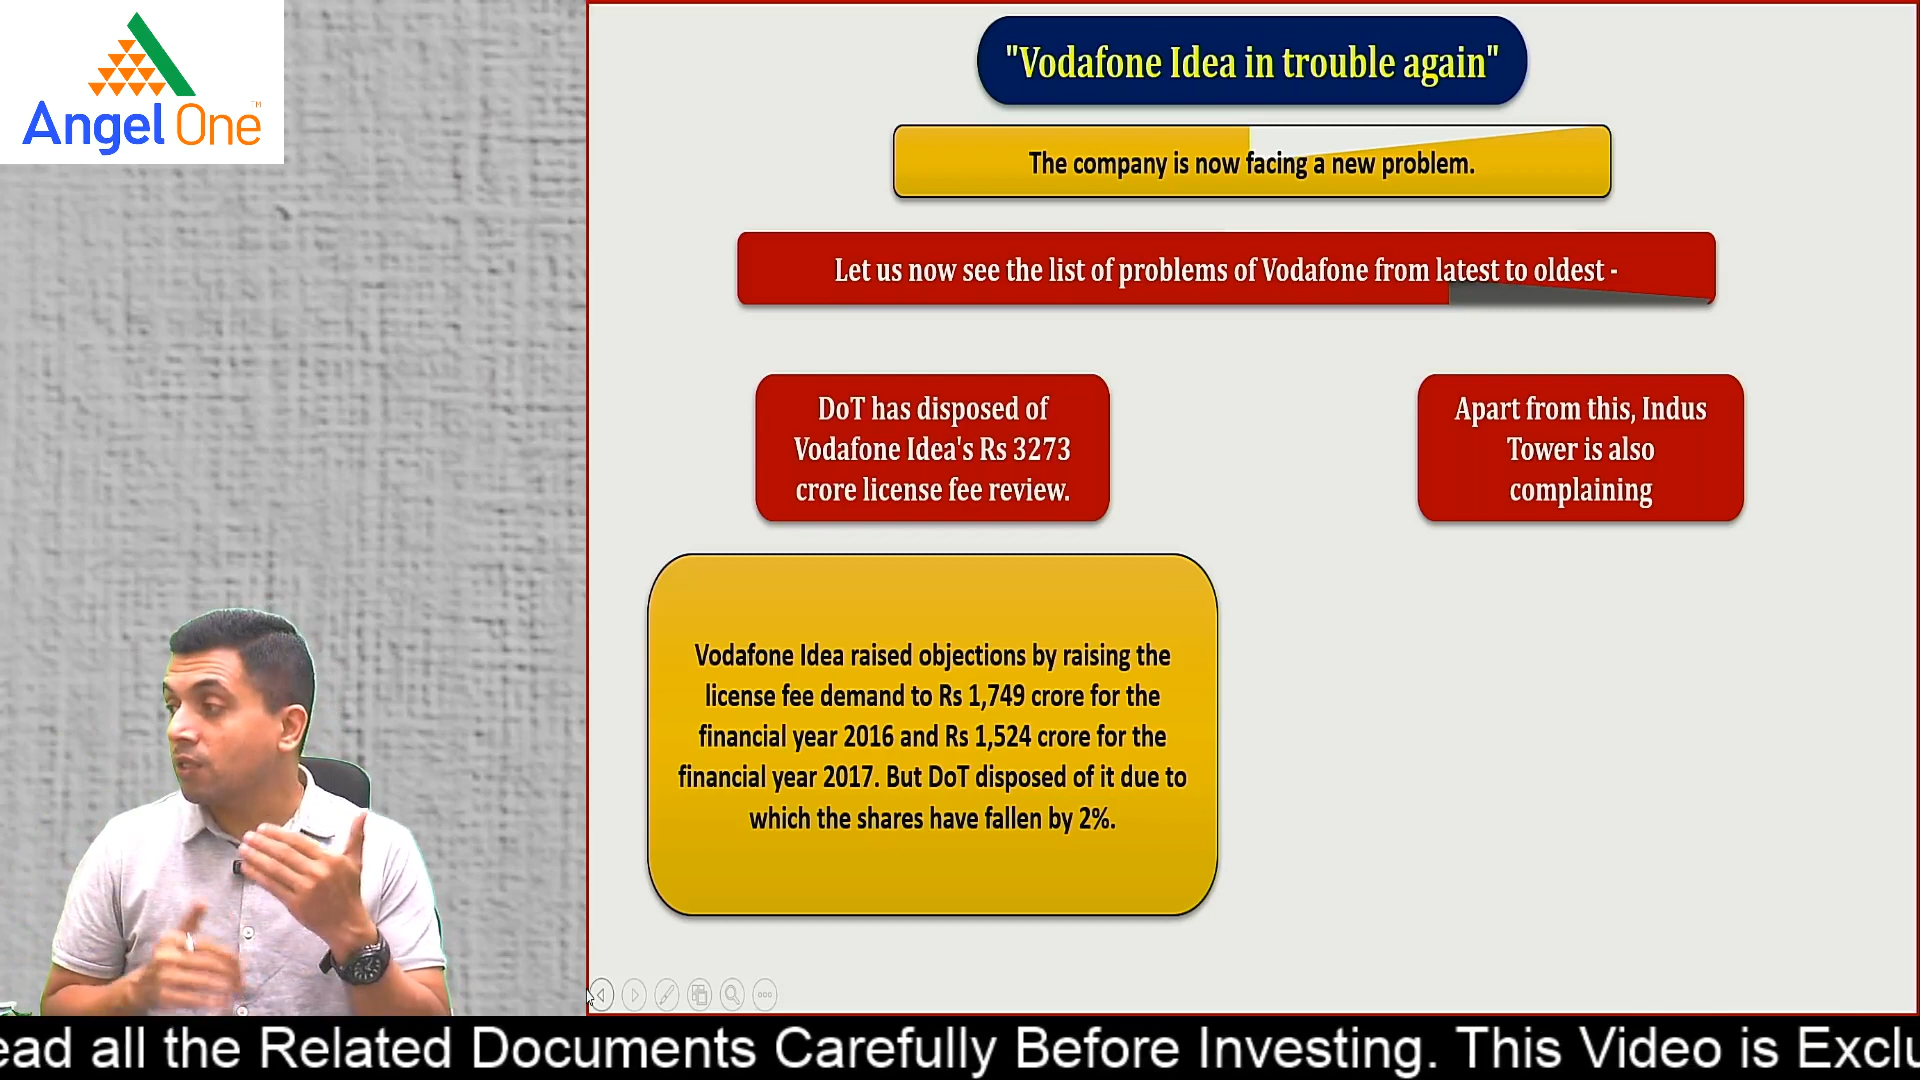 Angel One
TM
"Vodafone Idea in trouble again"
The company is now facing a new problem.
Let us now see the list of problems of Vodafone from latest to oldest -
DoT has disposed of
Vodafone Idea's Rs 3273
crore license fee review.
Apart from this, Indus
Tower is also
complaining
Vodafone Idea raised objections by raising the
license fee demand to Rs 1,749 crore for the
financial year 2016 and Rs 1,524 crore for the
financial year 2017. But DoT disposed of it due to
which the shares have fallen by 2%.
ead all the Related Documents Carefully Before Investing. This Video is Exclu